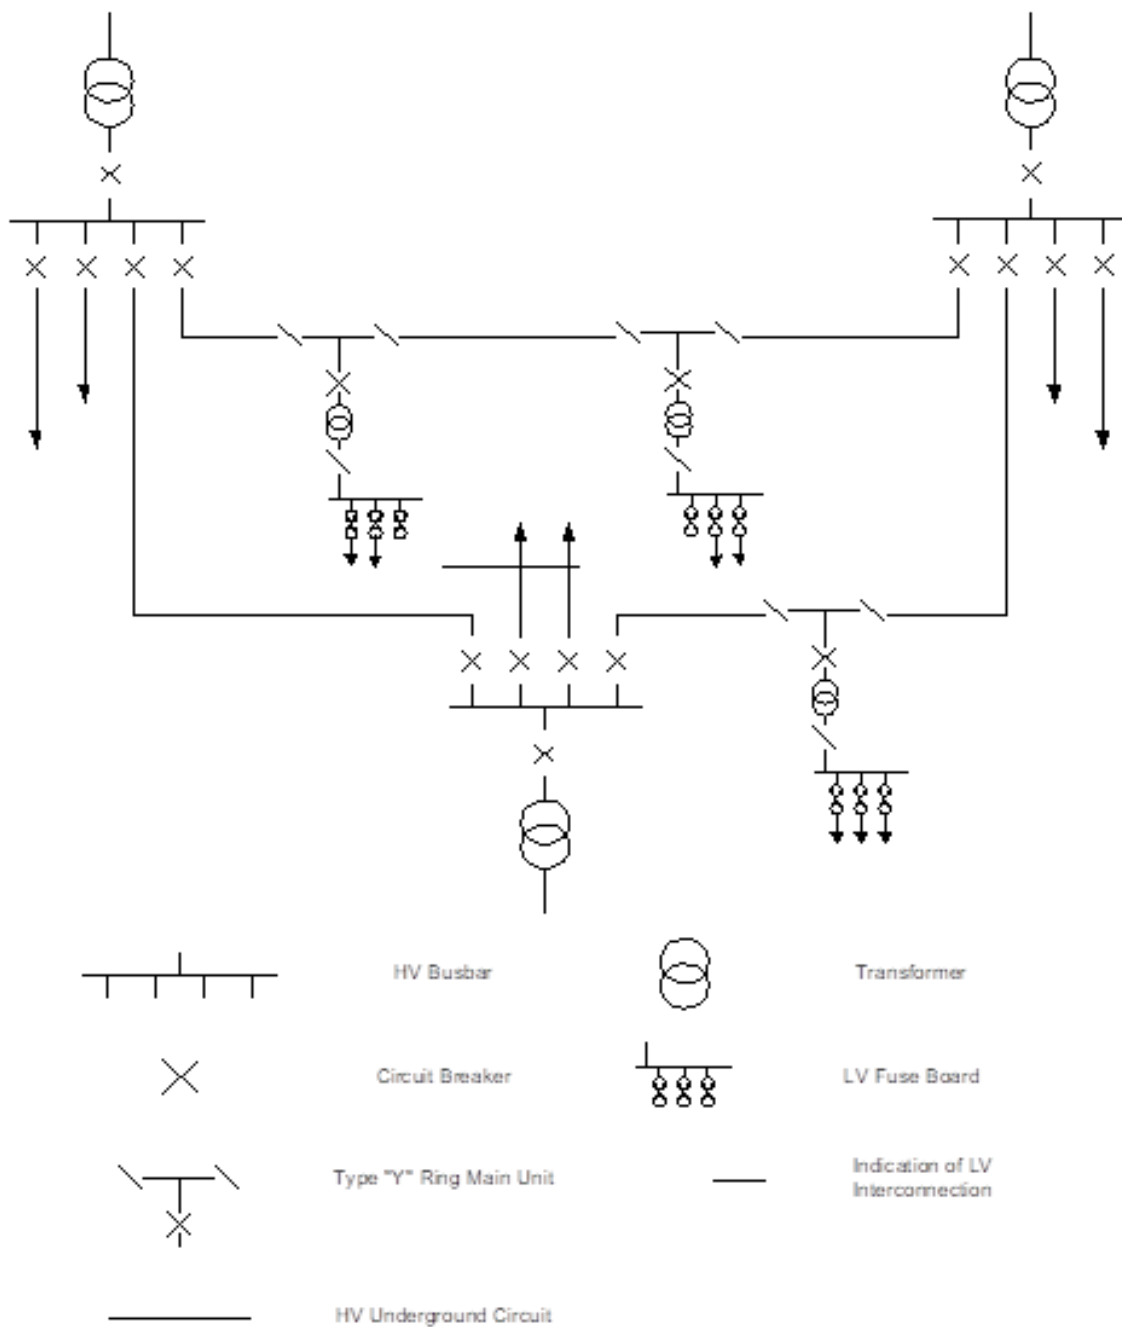 HV Busbar
Transformer
Circuit Breaker
LV Fuse Board
Type "Y" Ring Main Unit
Indication of LV
Interconnection
HV Underground Circuit